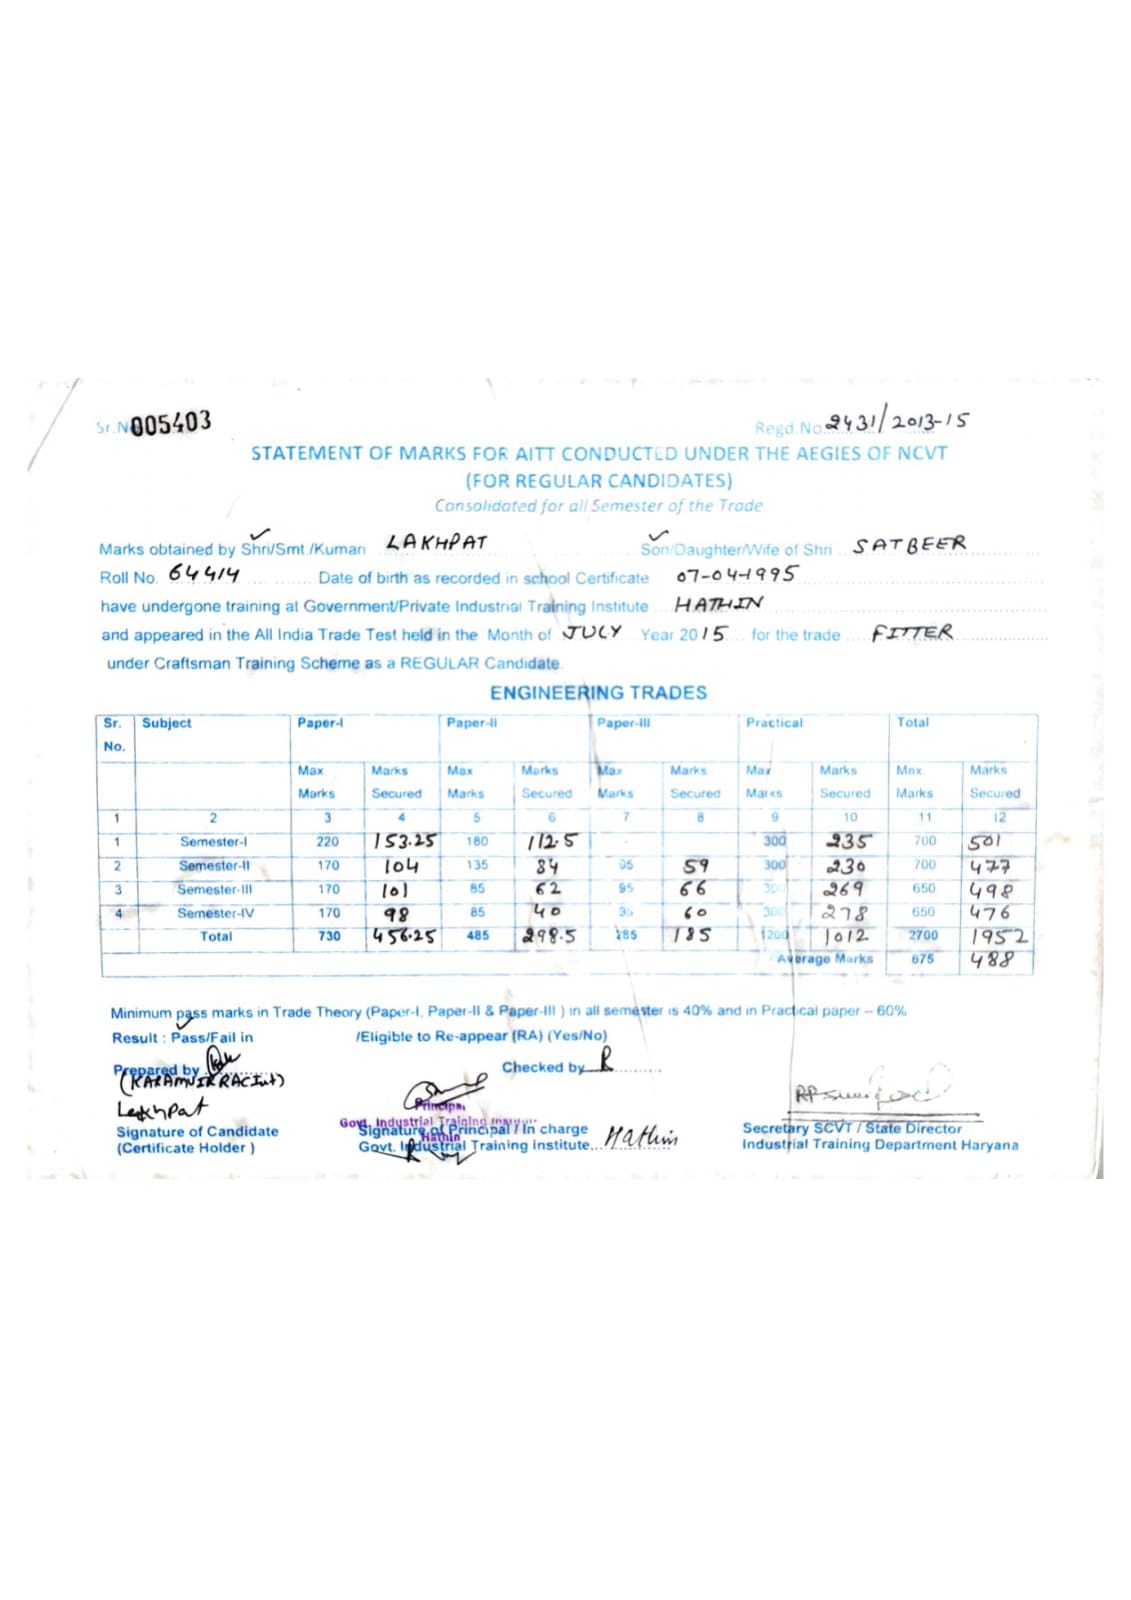 Sr.No 005403 Regd.No. 2431/2013-15
STATEMENT OF MARKS FOR AITT CONDUCTED UNDER THE AEGIES OF NCVT
(FOR REGULAR CANDIDATES)
Consolidated for all Semester of the Trade
Marks obtained by Shri/Smt./Kumari LAKHPAT Son/Daughter/Wife of Shri SATBEER
Roll No. 64414 Date of birth as recorded in school Certificate 07-04-1995
have undergone training at Government/Private Industrial Training Institute HATHIN
and appeared in the All India Trade Test held in the Month of JULY Year 2015 for the trade FITTER
under Craftsman Training Scheme as a REGULAR Candidate.
ENGINEERING TRADES
Sr. Subject Paper-I Paper-II Paper-III Practical Total
No.
Max Marks Max Marks Max Marks Max Marks Max Marks
Marks Secured Marks Secured Marks Secured Marks Secured Marks Secured
1 2 3 4 5 6 7 8 9 10 11 12
1 Semester-I 220 153.25 180 112.5 300 235 700 501
2 Semester-II 170 104 135 84 95 59 300 230 700 477
3 Semester-III 170 101 85 62 95 66 300 269 650 498
4 Semester-IV 170 98 85 40 95 60 300 278 650 476
Total 730 456.25 485 298.5 285 185 1200 1012 2700 1952
Average Marks 675 488
Minimum pass marks in Trade Theory (Paper-I, Paper-II & Paper-III ) in all semester is 40% and in Practical paper – 60%
Result : Pass/Fail in /Eligible to Re-appear (RA) (Yes/No)
Prepared by Checked by
(KARAMVIR
Lakhpat
Principal
Govt. Industrial Training Institute
Hathin
Signature of Candidate Signature of Principal / In charge Secretary SCVT / State Director
(Certificate Holder ) Govt. Industrial Training Institute Hathin Industrial Training Department Haryana